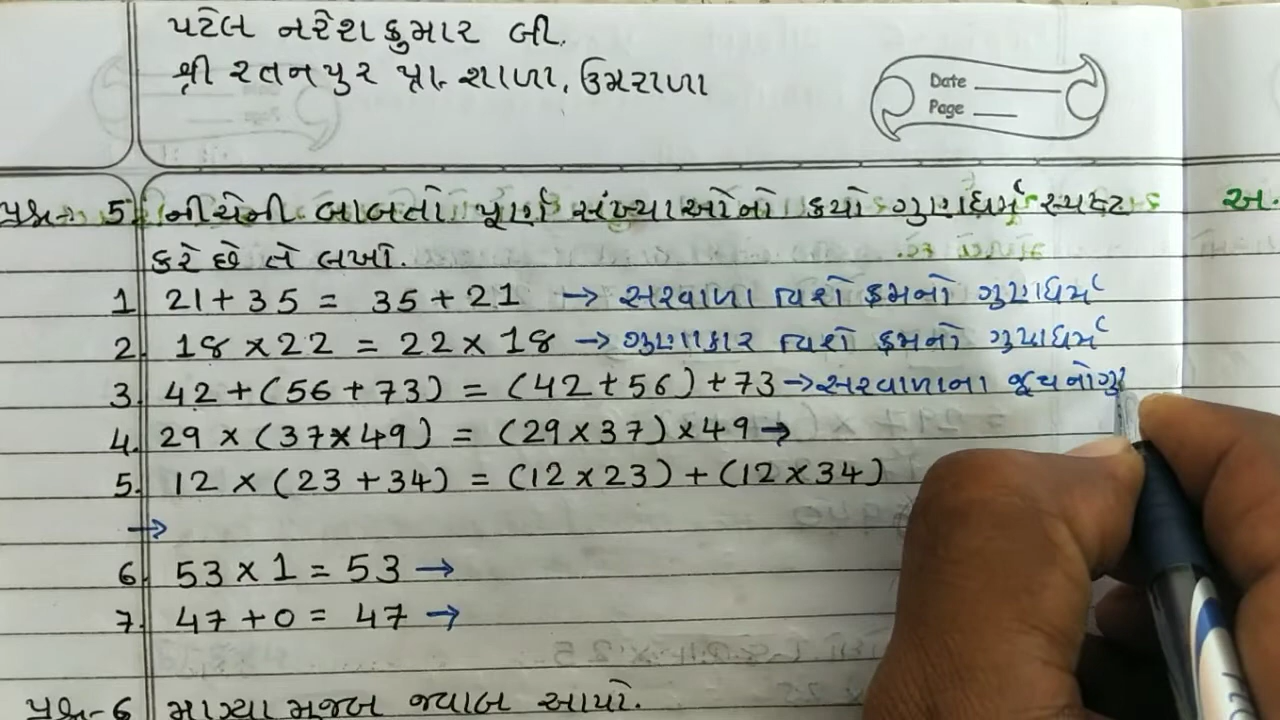 પટેલ નરેશકુમાર બી.
શ્રી રતનપુર પ્રા. શાળા, ઉમરાળા
Date
Page
પ્રશ્ન-5 નીચેની બાબતો પૂર્ણ સંખ્યાઓનો કયો ગુણધર્મ સ્પષ્ટ
કરે છે તે લખો.
અ.
1. 21 + 35 = 35 + 21 → સરવાળા વિશે ક્રમનો ગુણધર્મ
2. 18 × 22 = 22 × 18 → ગુણાકાર વિશે ક્રમનો ગુણધર્મ
3. 42 + (56 + 73) = (42 + 56) + 73 → સરવાળાના જૂથનો ગુ
4. 29 × (37 × 49) = (29 × 37) × 49 →
5. 12 × (23 + 34) = (12 × 23) + (12 × 34)
→
6. 53 × 1 = 53 →
7. 47 + 0 = 47 →
પ્રશ્ન-6 માગ્યા મુજબ જવાબ આપો.